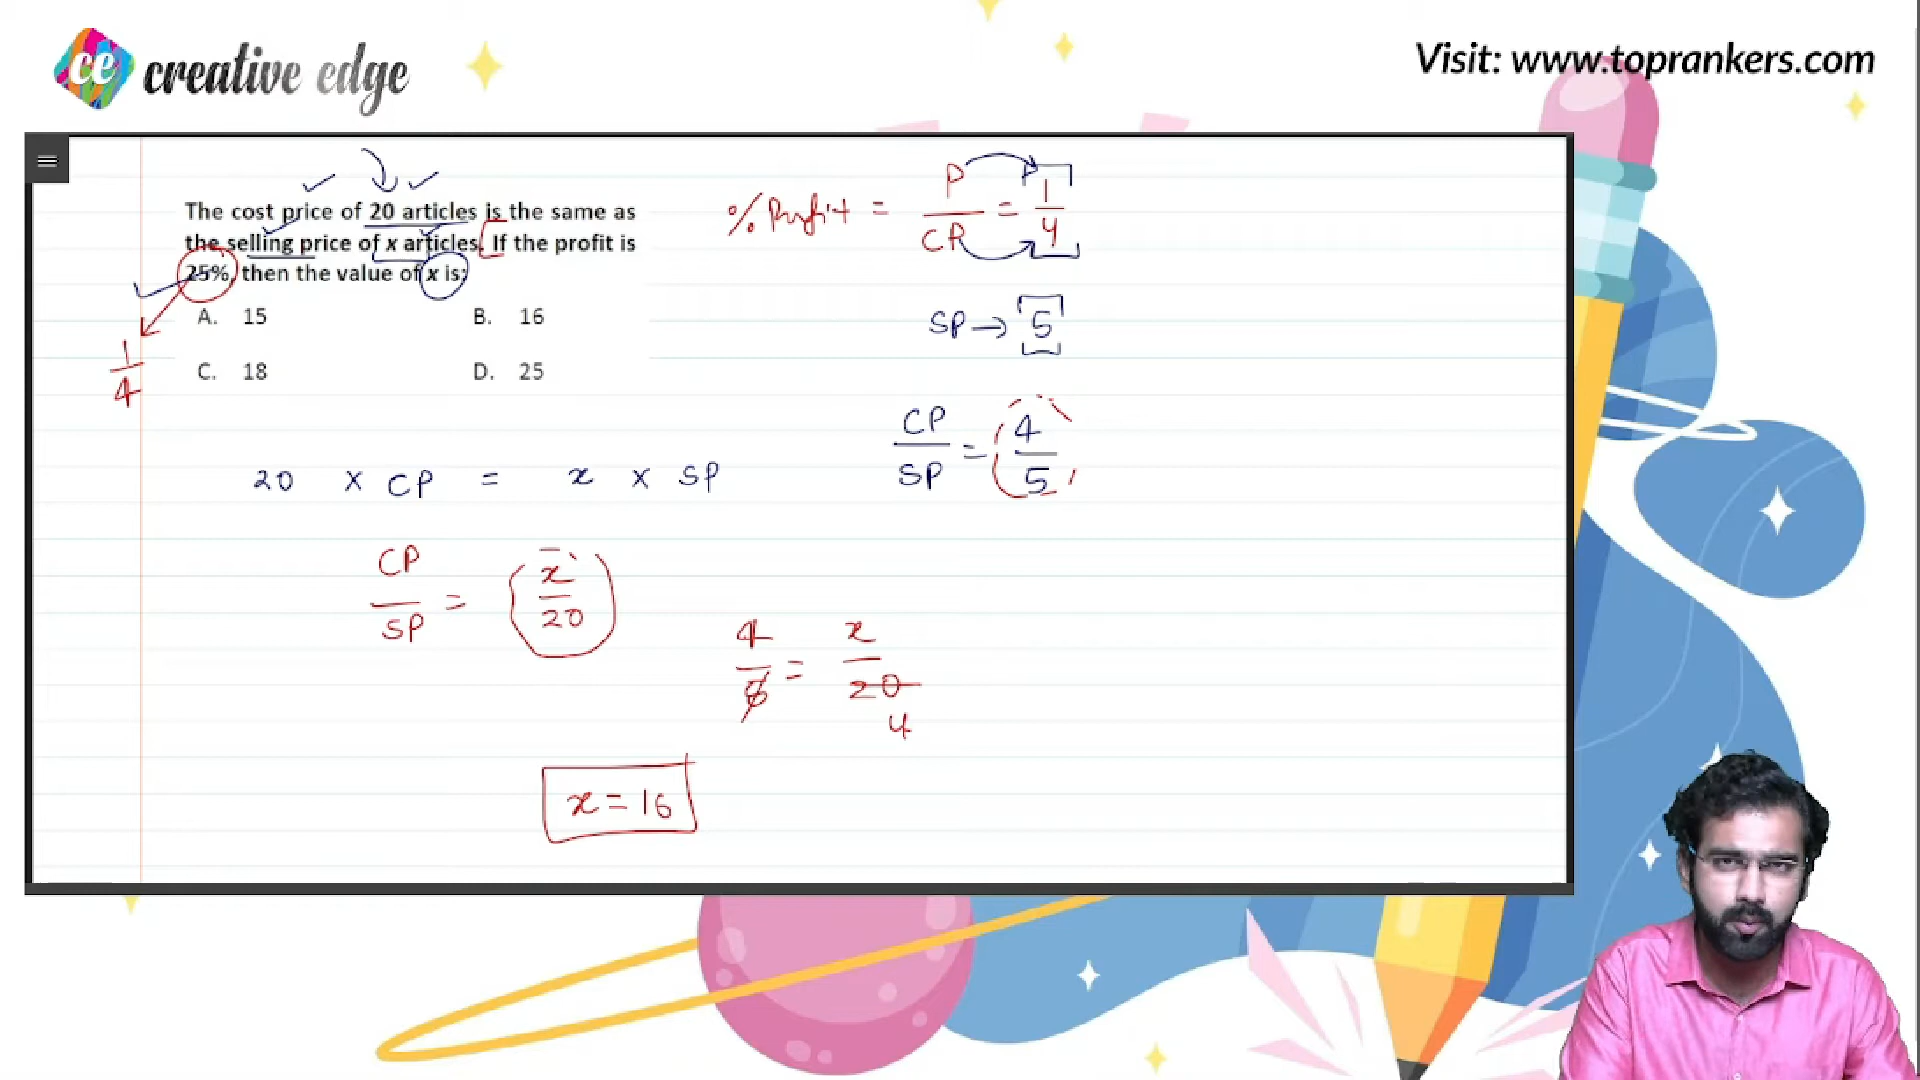 ce creative edge
Visit: www.toprankers.com
The cost price of 20 articles is the same as
the selling price of x articles. If the profit is
25%, then the value of x is:
A. 15 B. 16
C. 18 D. 25
1/4
% Profit = P/CP = 1/4
SP → 5
CP/SP = 4/5
20 × CP = x × SP
CP/SP = x/20
4/5 = x/20
4
x = 16